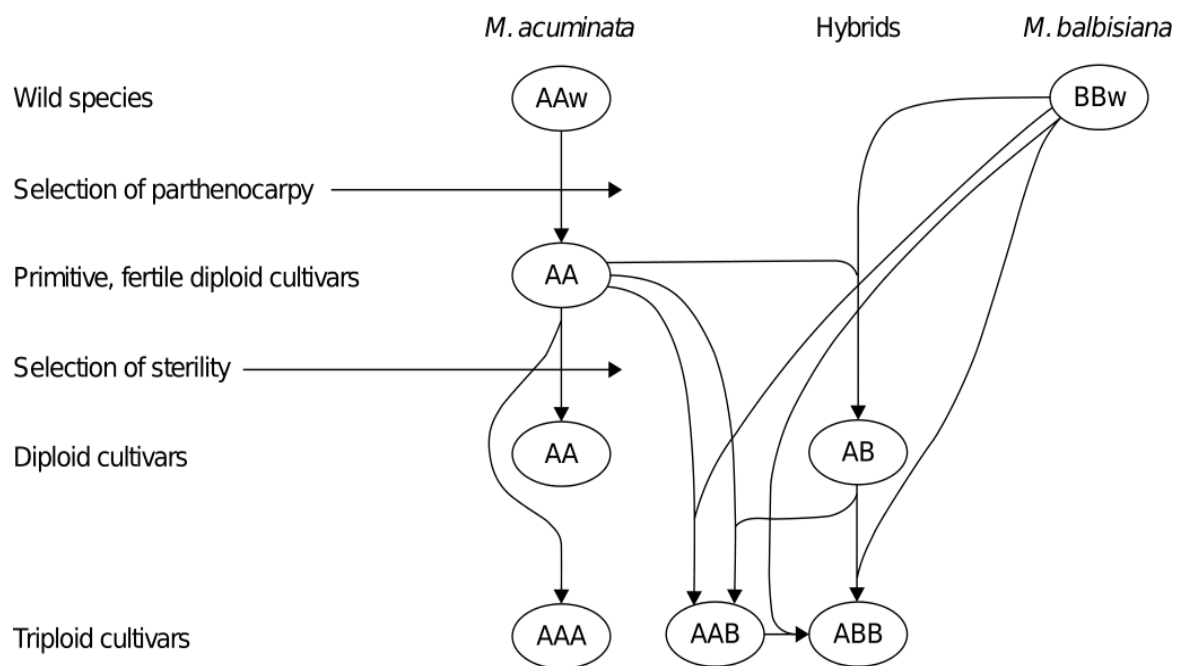 M. acuminata Hybrids M. balbisiana
Wild species AAw BBw
Selection of parthenocarpy
Primitive, fertile diploid cultivars AA
Selection of sterility
Diploid cultivars AA AB
Triploid cultivars AAA AAB ABB